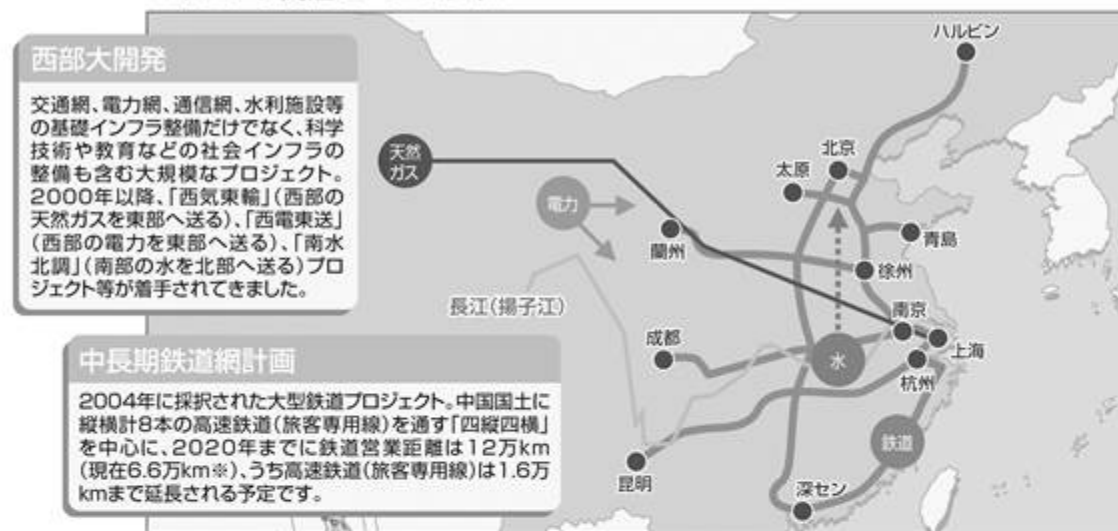 西部大開発
交通網、電力網、通信網、水利施設等
の基礎インフラ整備だけでなく、科学
技術や教育などの社会インフラの
整備も含む大規模なプロジェクト。
2000年以降、「西気東輸」(西部の
天然ガスを東部へ送る)、「西電東送」
(西部の電力を東部へ送る)、「南水
北調」(南部の水を北部へ送る)プロ
ジェクト等が着手されてきました。
中長期鉄道網計画
2004年に採択された大型鉄道プロジェクト。中国国土に
縦横計8本の高速鉄道(旅客専用線)を通す「四縦四横」
を中心に、2020年までに鉄道営業距離は12万km
(現在6.6万km※)、うち高速鉄道(旅客専用線)は1.6万
kmまで延長される予定です。
ハルビン
天然
ガス
北京
太原
電力
青島
蘭州
徐州
長江(揚子江)
南京
成都
水
上海
杭州
鉄道
昆明
深セン